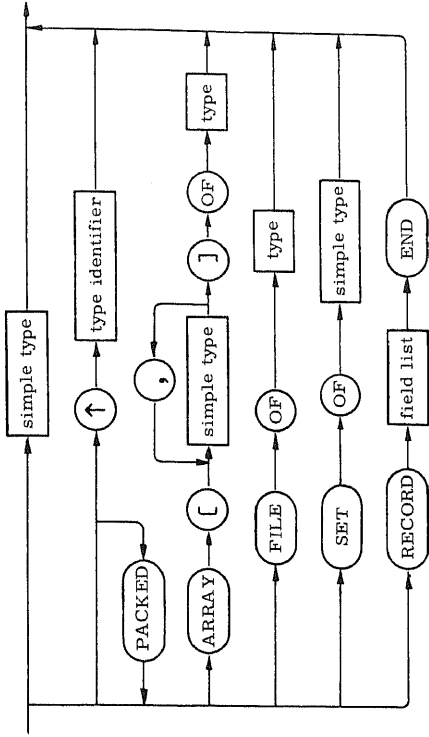 simple type
↑ type identifier
PACKED
,
ARRAY [ simple type ] OF type
FILE OF type
SET OF simple type
RECORD field list END